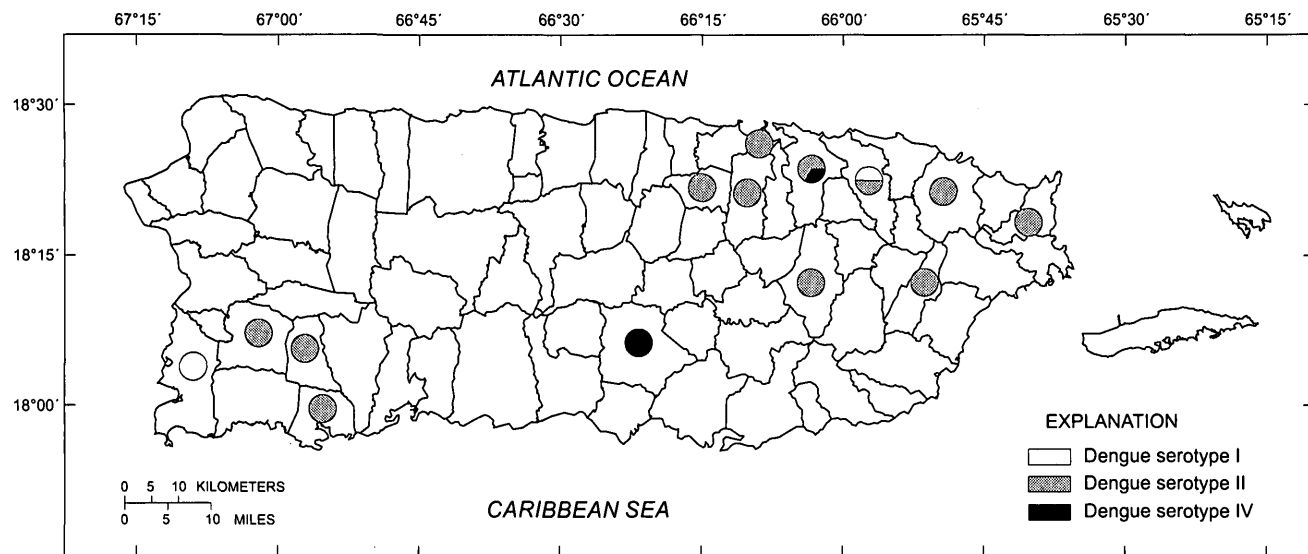 67°15′ 67°00′ 66°45′ 66°30′ 66°15′ 66°00′ 65°45′ 65°30′ 65°15′
ATLANTIC OCEAN
18°30′
18°15′
18°00′
EXPLANATION
Dengue serotype I
Dengue serotype II
Dengue serotype IV
0 5 10 KILOMETERS
0 5 10 MILES
CARIBBEAN SEA